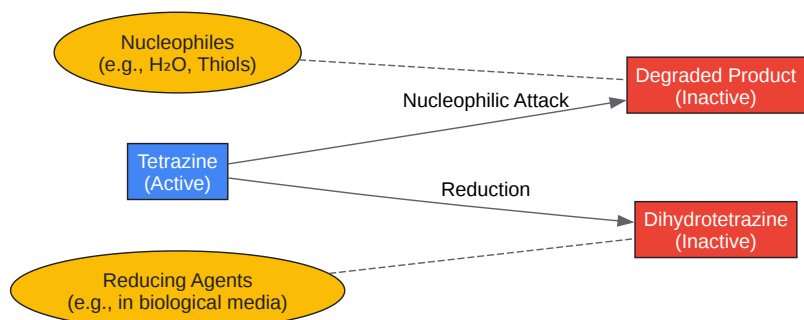 Nucleophiles
(e.g., H₂O, Thiols)
Degraded Product
(Inactive)
Nucleophilic Attack
Tetrazine
(Active)
Reduction
Dihydrotetrazine
(Inactive)
Reducing Agents
(e.g., in biological media)